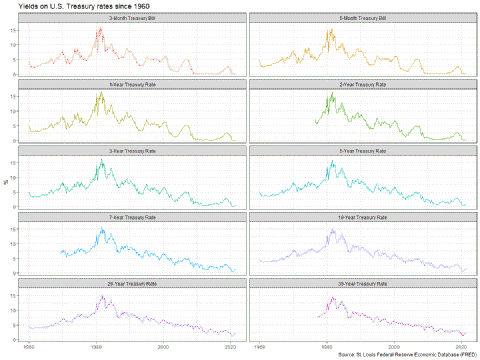 Yields on U.S. Treasury rates since 1960
3-Month Treasury Bill 6-Month Treasury Bill
15
10
5
0
1-Year Treasury Rate 2-Year Treasury Rate
15
10
5
0
3-Year Treasury Rate 5-Year Treasury Rate
15
10
5
0
%
7-Year Treasury Rate 10-Year Treasury Rate
15
10
5
0
20-Year Treasury Rate 30-Year Treasury Rate
15
10
5
0
1960 1980 2000 2020 1960 1980 2000 2020
Source: St. Louis Federal Reserve Economic Database (FRED)